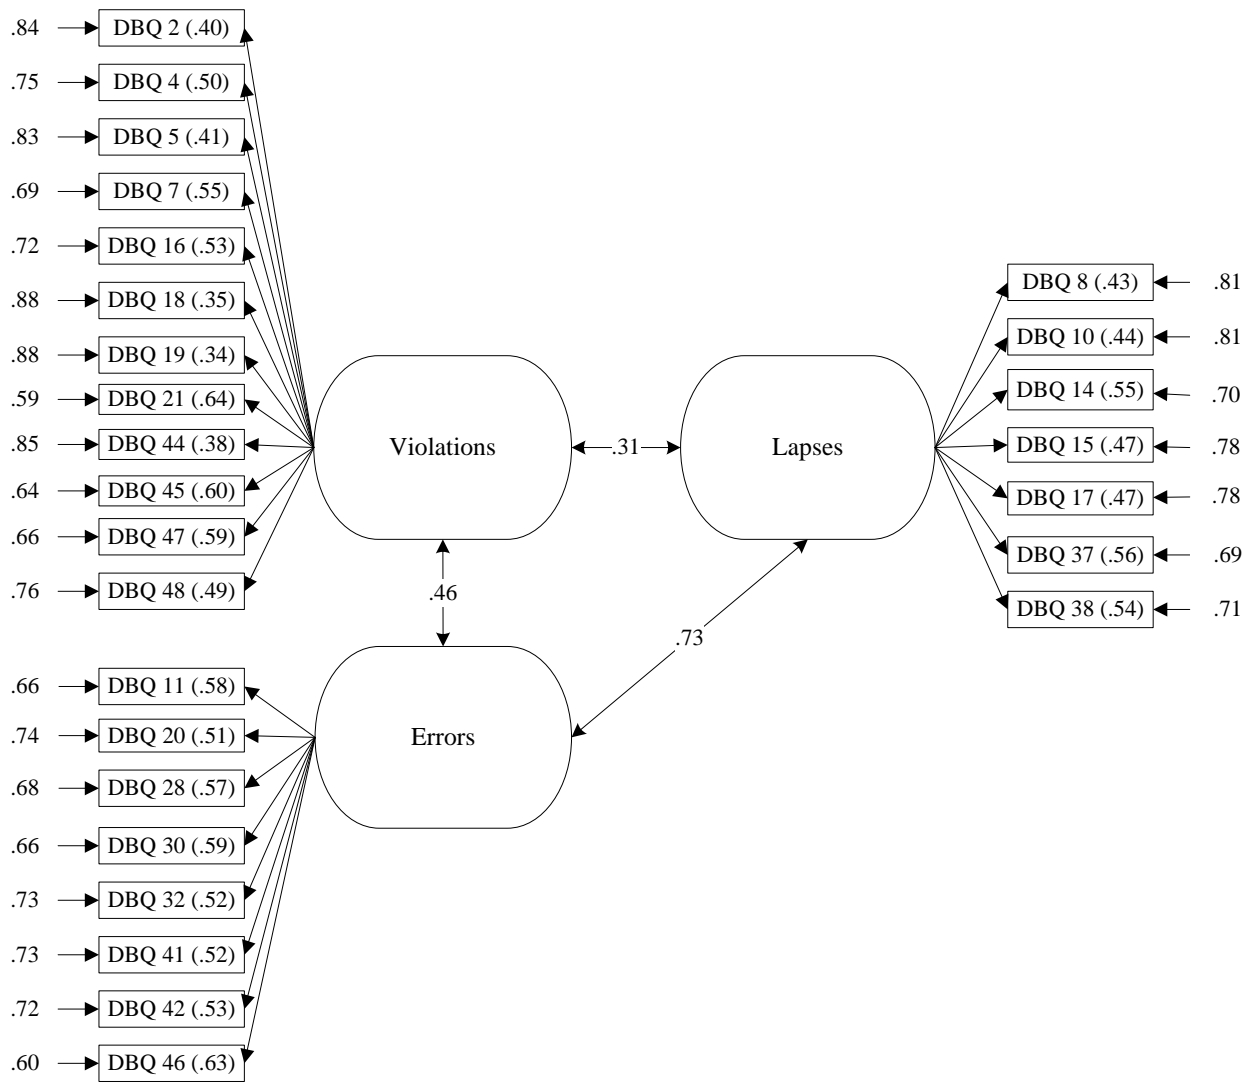 .84 DBQ 2 (.40)
.75 DBQ 4 (.50)
.83 DBQ 5 (.41)
.69 DBQ 7 (.55)
.72 DBQ 16 (.53)
.88 DBQ 18 (.35)
.88 DBQ 19 (.34)
.59 DBQ 21 (.64)
.85 DBQ 44 (.38)
.64 DBQ 45 (.60)
.66 DBQ 47 (.59)
.76 DBQ 48 (.49)
Violations
.31
Lapses
DBQ 8 (.43) .81
DBQ 10 (.44) .81
DBQ 14 (.55) .70
DBQ 15 (.47) .78
DBQ 17 (.47) .78
DBQ 37 (.56) .69
DBQ 38 (.54) .71
.46
.73
.66 DBQ 11 (.58)
.74 DBQ 20 (.51)
.68 DBQ 28 (.57)
.66 DBQ 30 (.59)
.73 DBQ 32 (.52)
.73 DBQ 41 (.52)
.72 DBQ 42 (.53)
.60 DBQ 46 (.63)
Errors